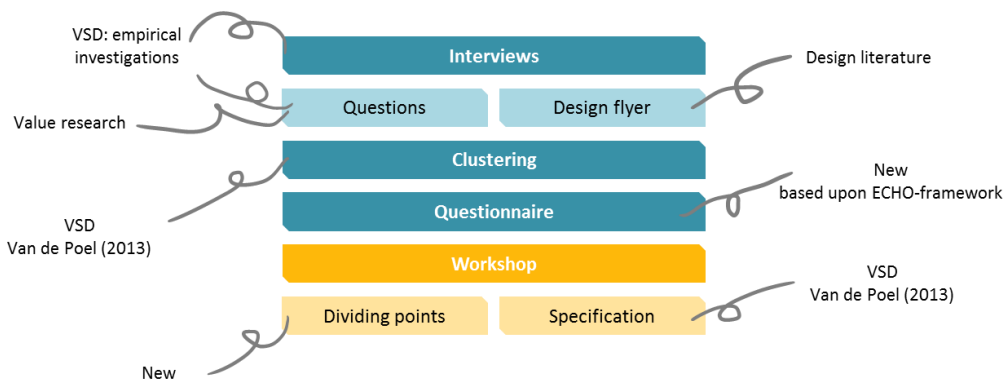 VSD: empirical
investigations
Interviews
Design literature
Questions
Design flyer
Value research
Clustering
New
based upon ECHO-framework
Questionnaire
VSD
Van de Poel (2013)
Workshop
VSD
Van de Poel (2013)
Dividing points
Specification
New